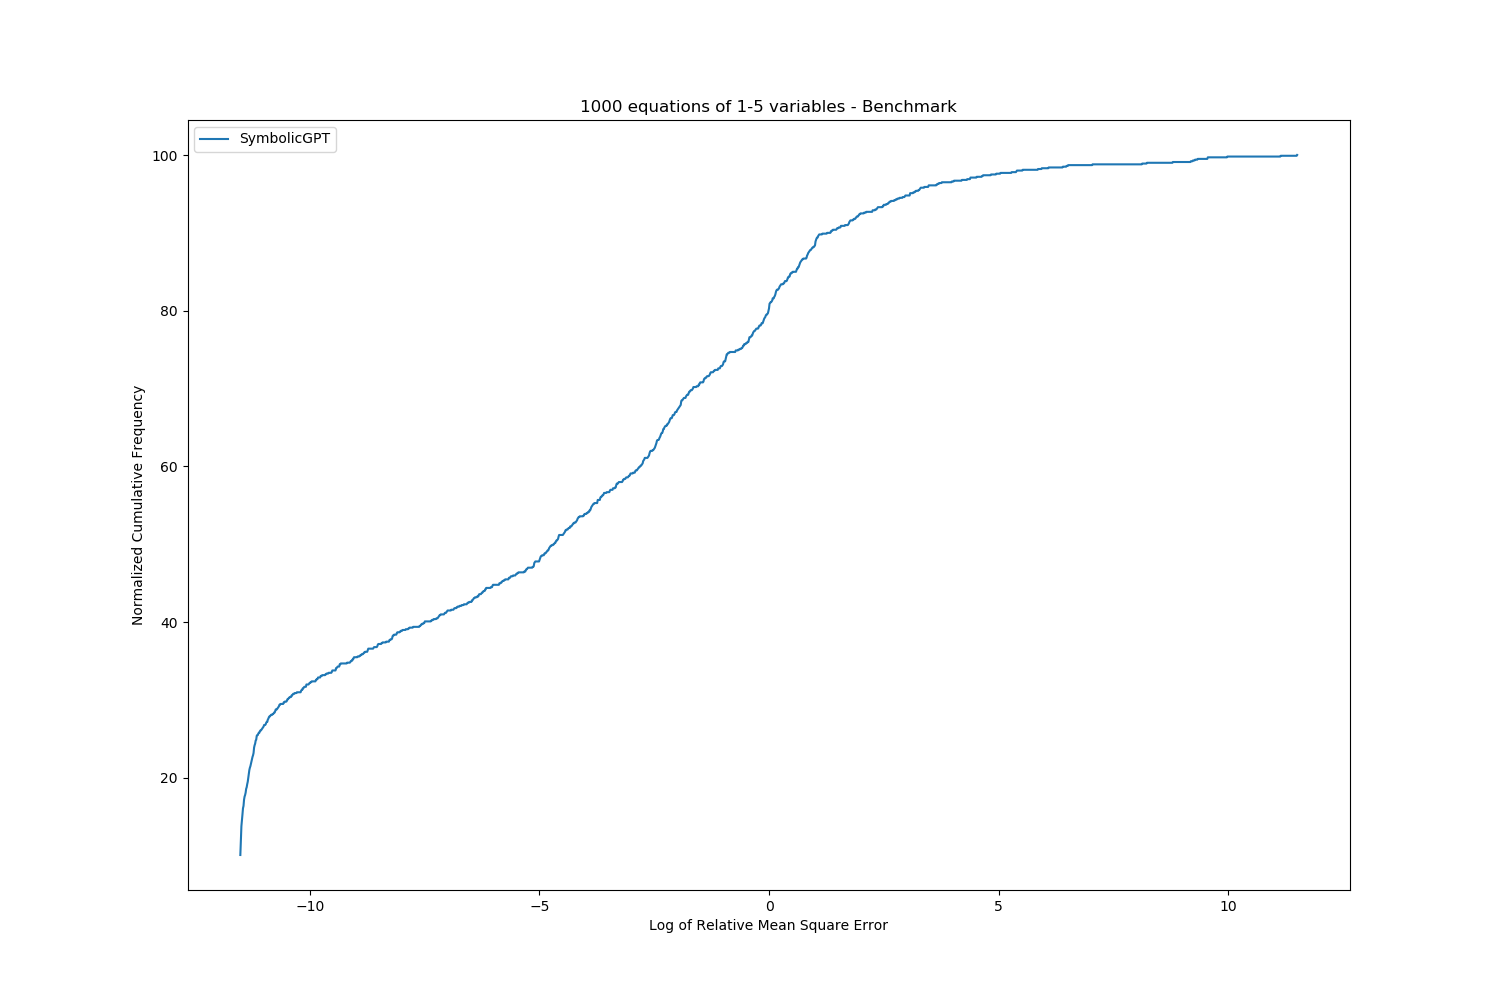 1000 equations of 1-5 variables - Benchmark
SymbolicGPT
100
80
60
40
20
Normalized Cumulative Frequency
−10
−5
0
5
10
Log of Relative Mean Square Error